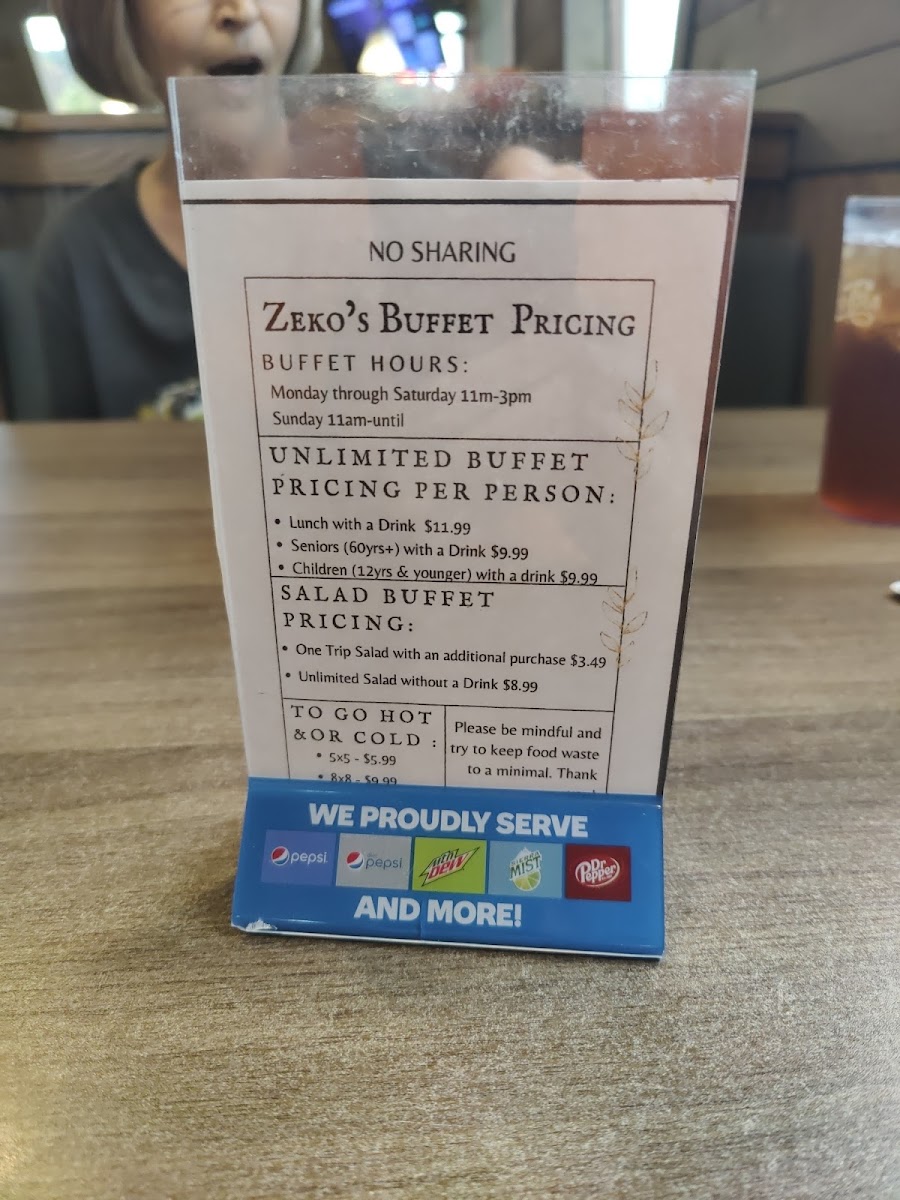 NO SHARING
ZEKO'S BUFFET PRICING
BUFFET HOURS:
Monday through Saturday 11m-3pm
Sunday 11am-until
UNLIMITED BUFFET
PRICING PER PERSON:
• Lunch with a Drink $11.99
• Seniors (60yrs+) with a Drink $9.99
• Children (12yrs & younger) with a drink $9.99
SALAD BUFFET
PRICING:
• One Trip Salad with an additional purchase $3.49
• Unlimited Salad without a Drink $8.99
TO GO HOT
&OR COLD :
• 5x5 - $5.99
• 8x8 - $9.99
Please be mindful and
try to keep food waste
to a minimal. Thank
WE PROUDLY SERVE
pepsi
pepsi
mtn dew
SIERRA MIST
Dr Pepper
AND MORE!